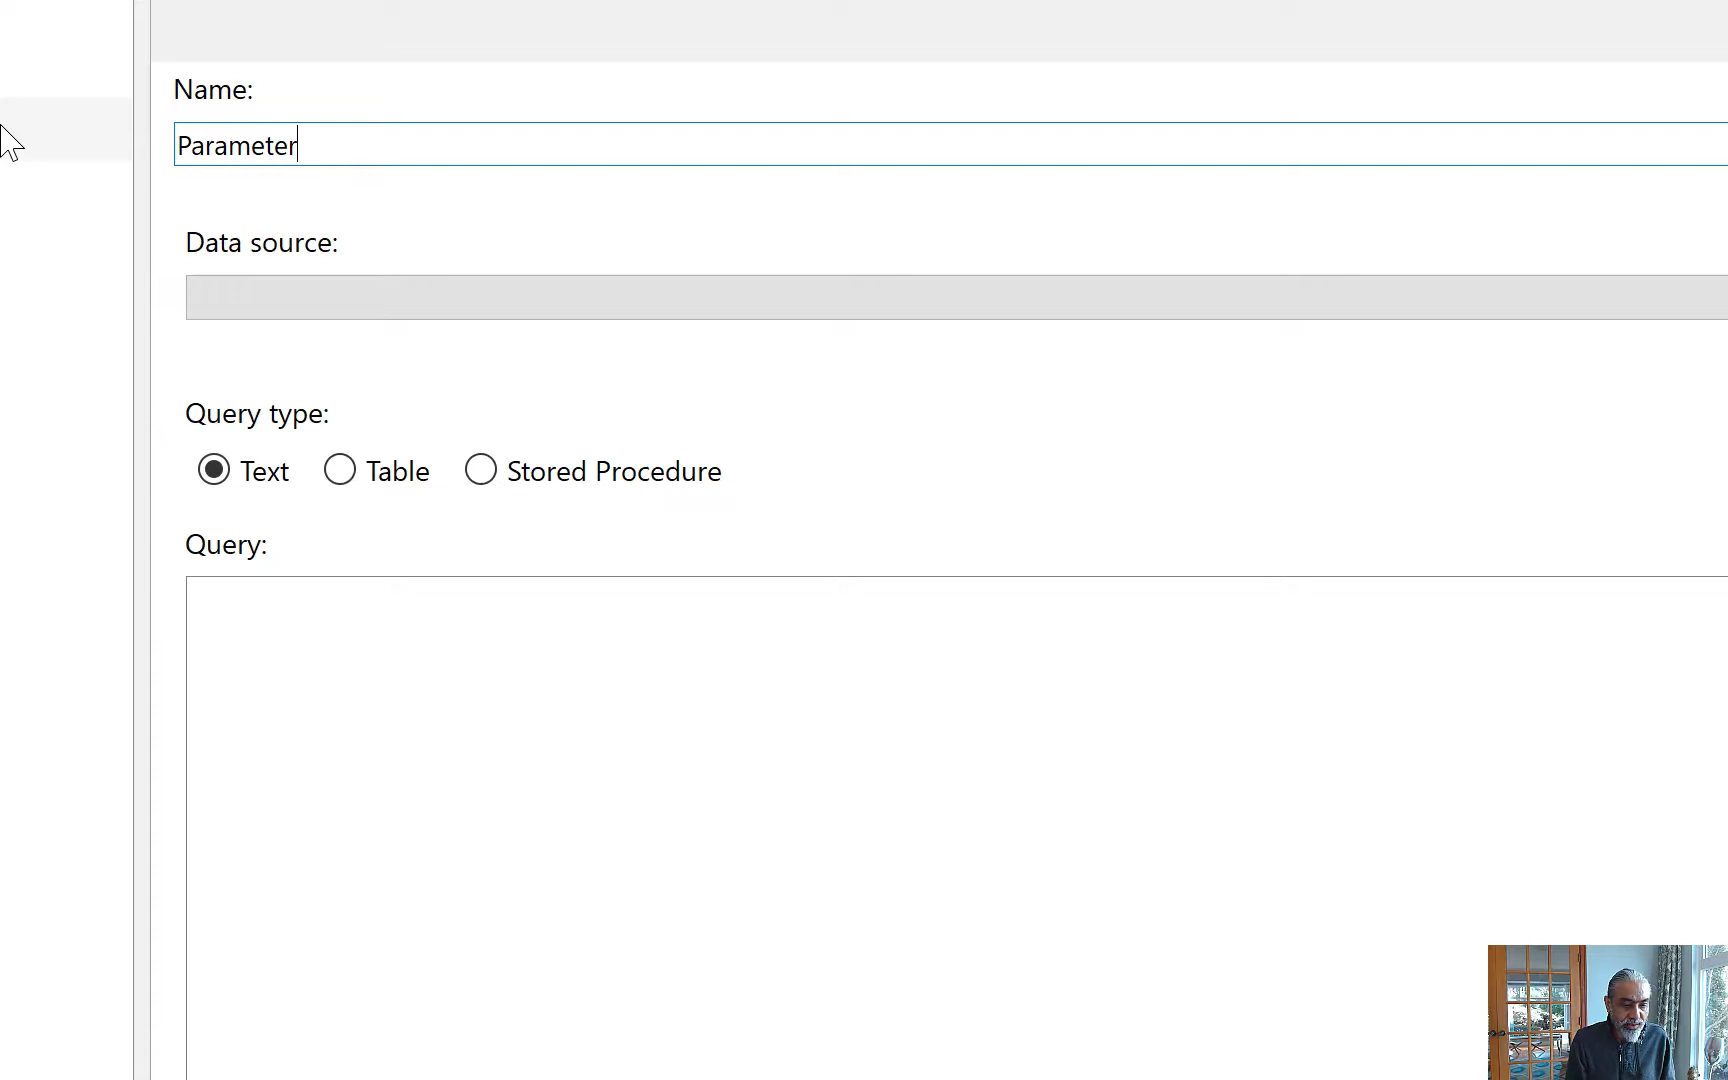 Name:
Parameter
Data source:
Query type:
Text Table Stored Procedure
Query: